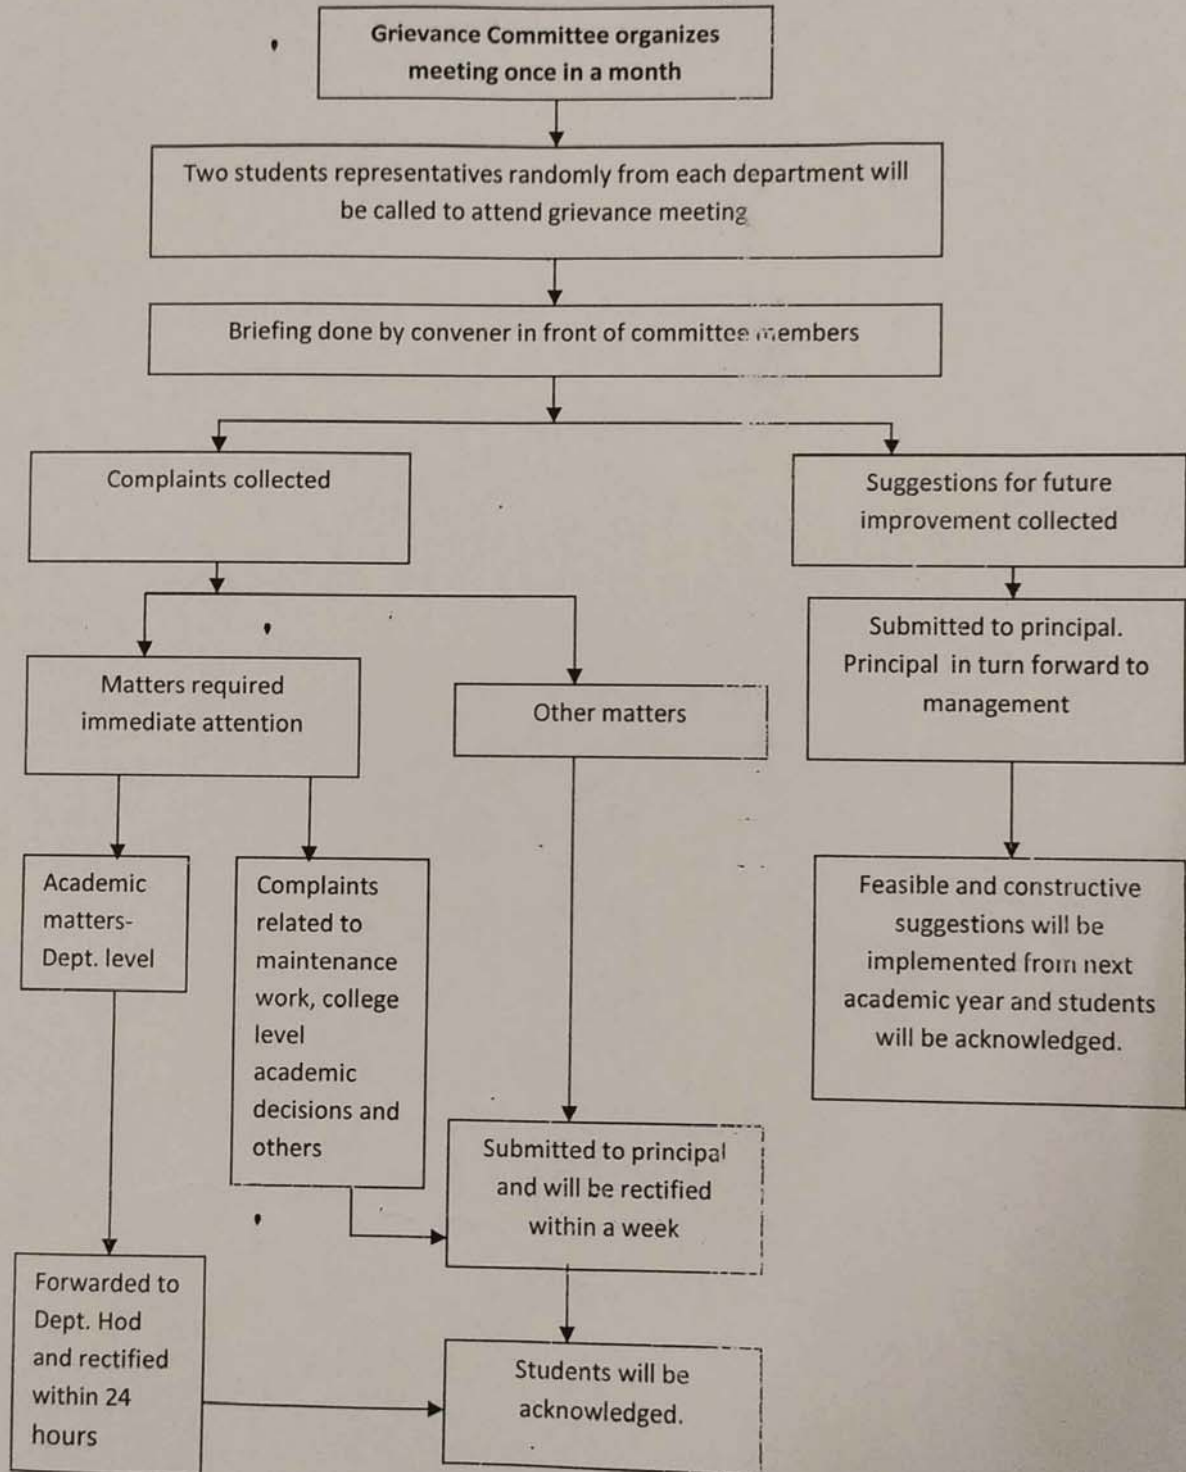 Grievance Committee organizes
meeting once in a month
Two students representatives randomly from each department will
be called to attend grievance meeting
Briefing done by convener in front of committee members
Complaints collected
Suggestions for future
improvement collected
Matters required
immediate attention
Other matters
Submitted to principal.
Principal in turn forward to
management
Academic
matters-
Dept. level
Complaints
related to
maintenance
work, college
level
academic
decisions and
others
Feasible and constructive
suggestions will be
implemented from next
academic year and students
will be acknowledged.
Submitted to principal
and will be rectified
within a week
Forwarded to
Dept. Hod
and rectified
within 24
hours
Students will be
acknowledged.